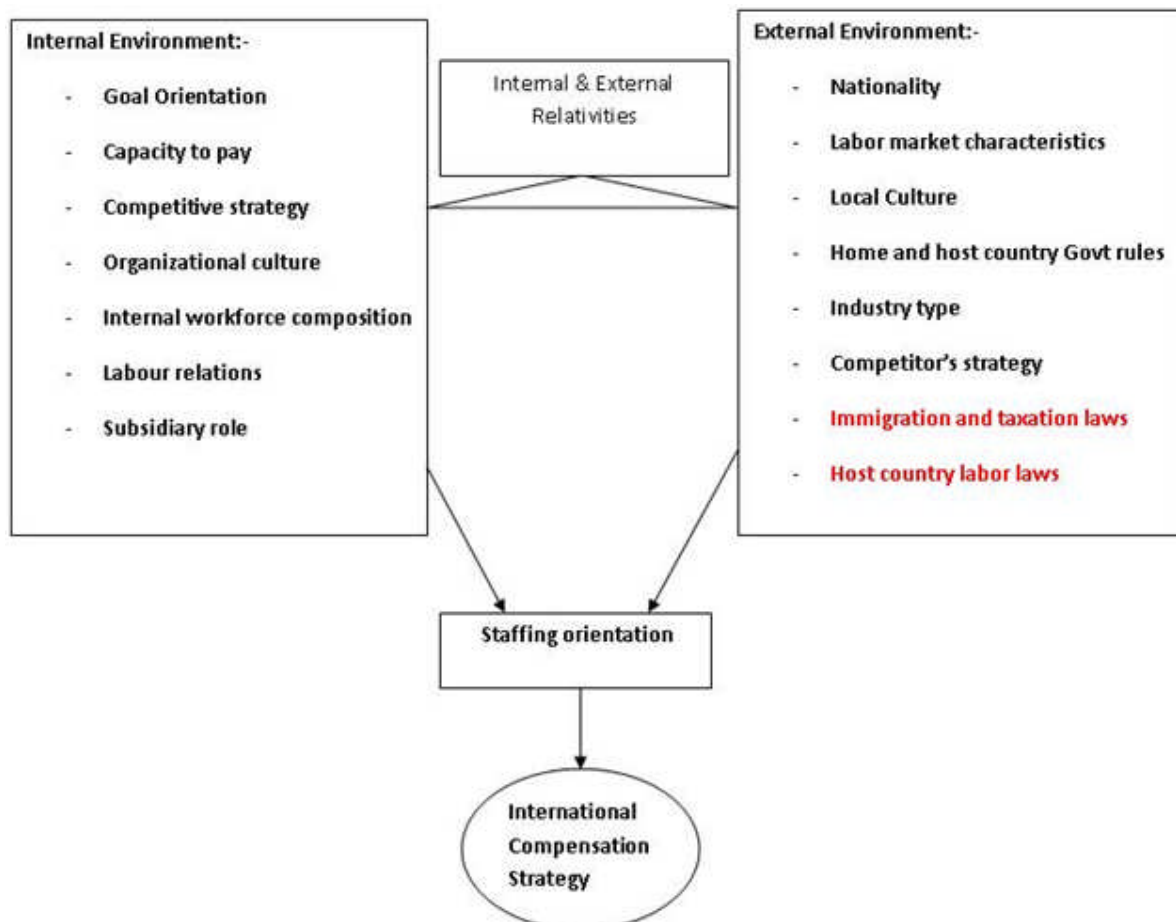 Internal Environment:-
- Goal Orientation
- Capacity to pay
- Competitive strategy
- Organizational culture
- Internal workforce composition
- Labour relations
- Subsidiary role
Internal & External
Relativities
External Environment:-
- Nationality
- Labor market characteristics
- Local Culture
- Home and host country Govt rules
- Industry type
- Competitor’s strategy
- Immigration and taxation laws
- Host country labor laws
Staffing orientation
International
Compensation
Strategy